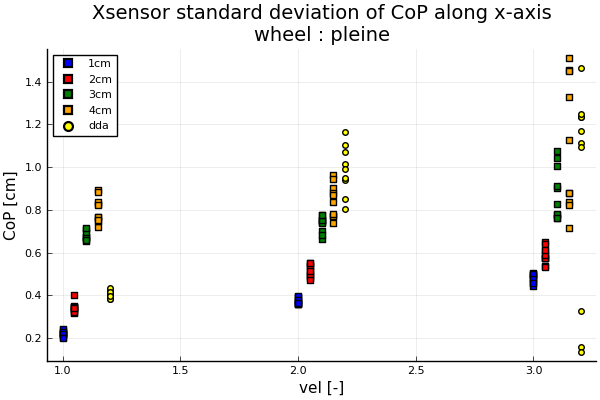 Xsensor standard deviation of CoP along x-axis
wheel : pleine
CoP [cm]
1.4
1.2
1.0
0.8
0.6
0.4
0.2
1cm
2cm
3cm
4cm
dda
1.0
1.5
2.0
2.5
3.0
vel [-]